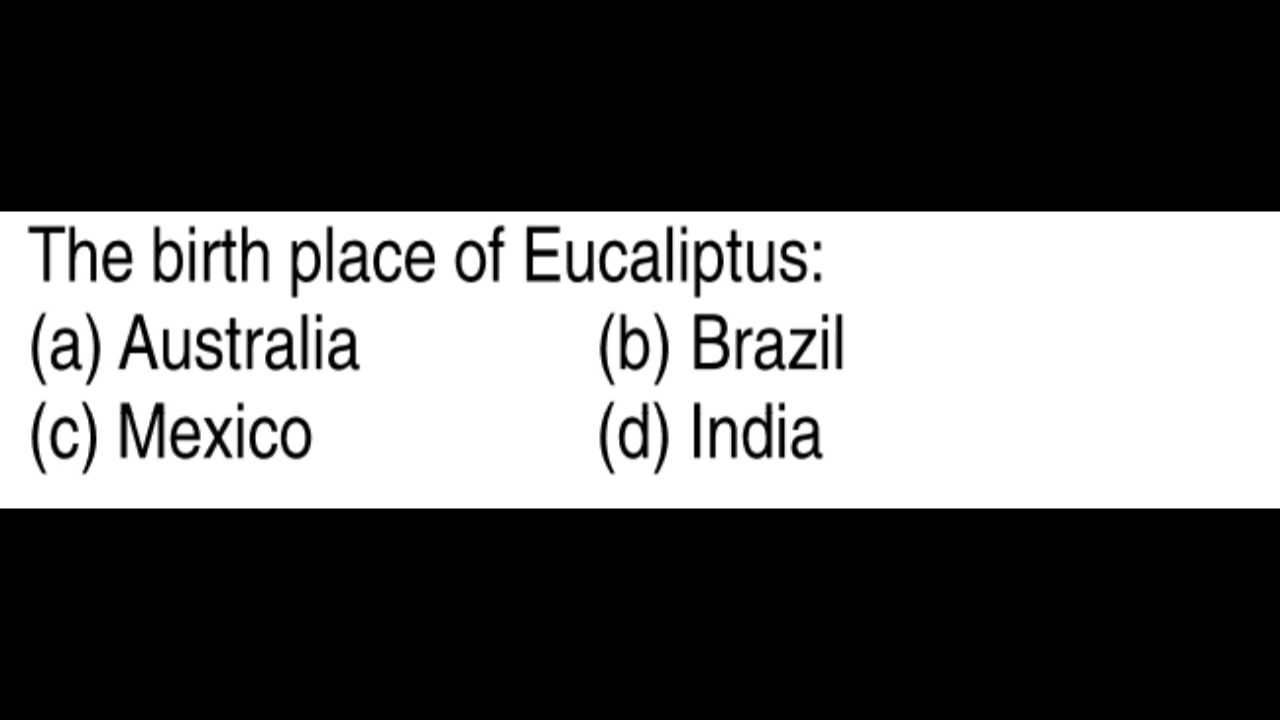 The birth place of Eucaliptus:
(a) Australia (b) Brazil
(c) Mexico (d) India